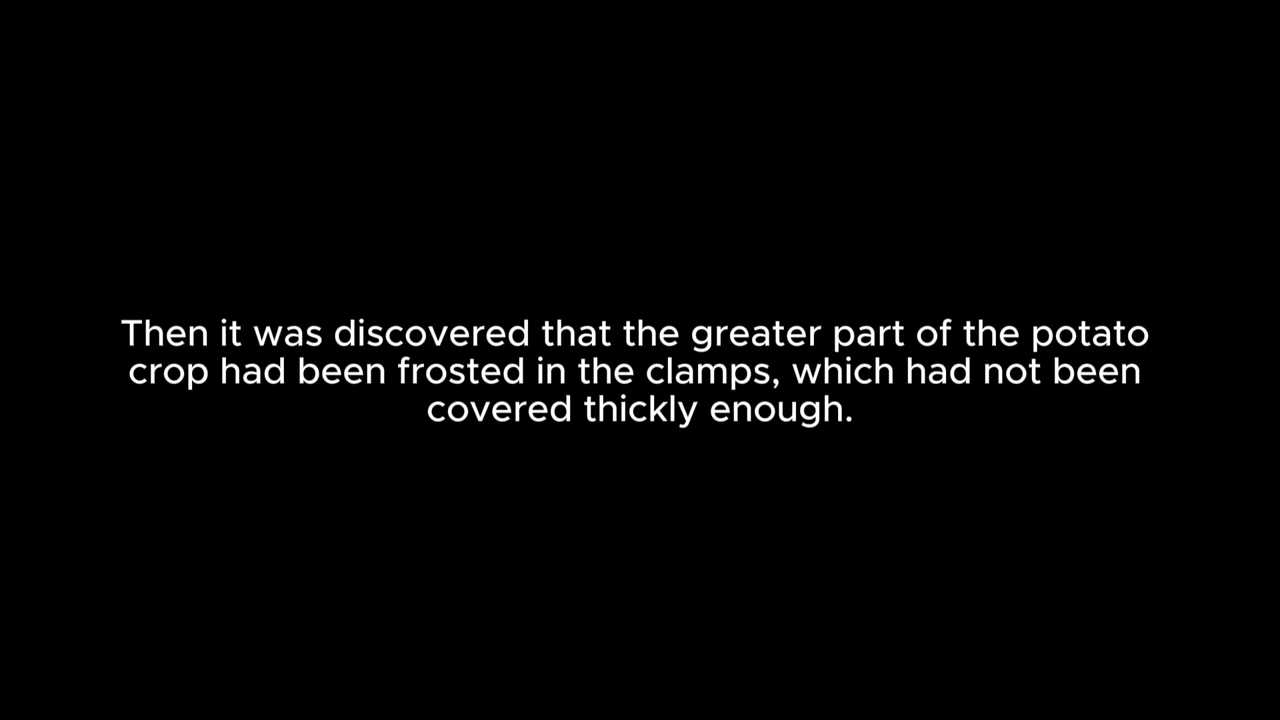 Then it was discovered that the greater part of the potato
crop had been frosted in the clamps, which had not been
covered thickly enough.